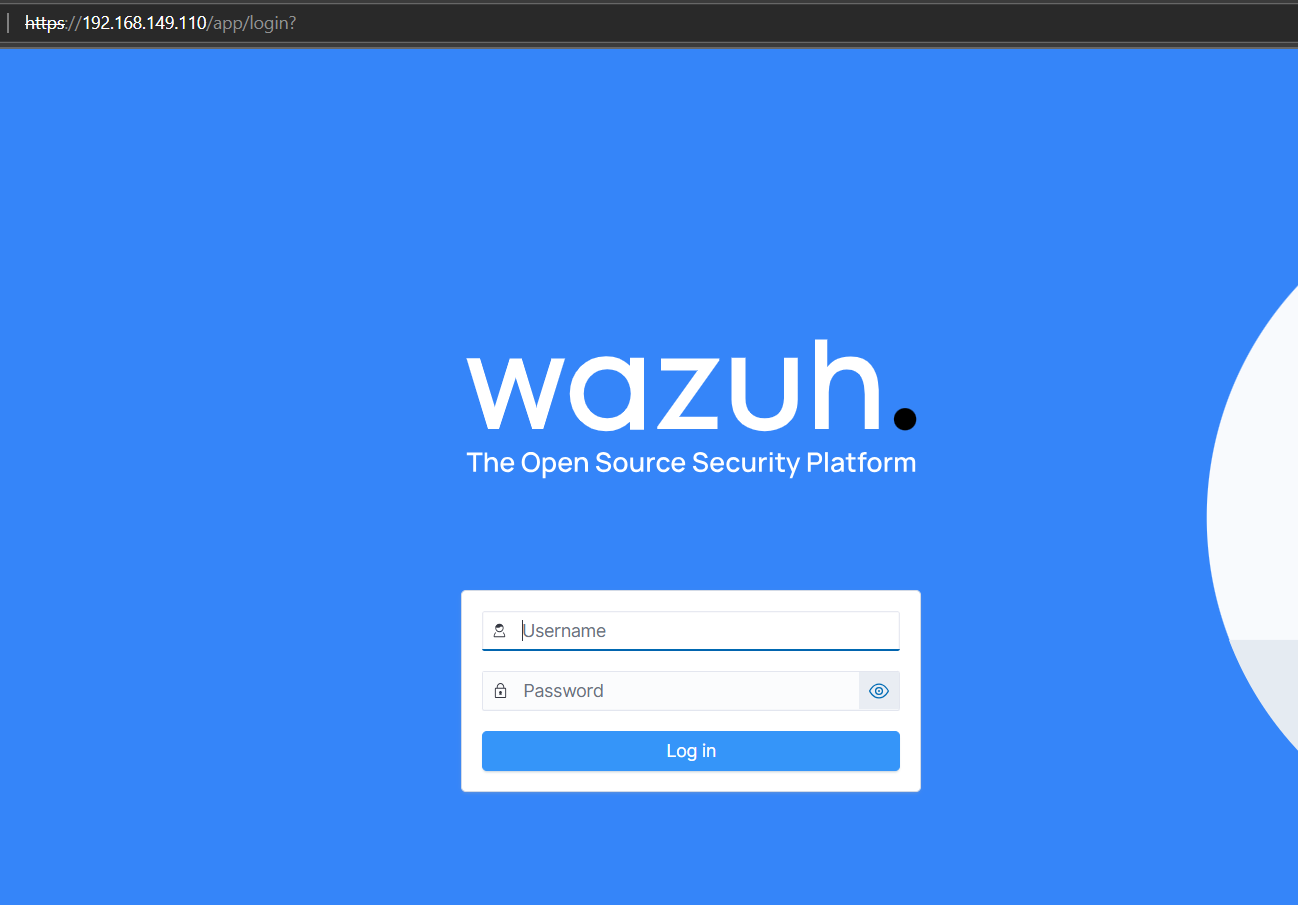 https://192.168.149.110/app/login?
wazuh.
The Open Source Security Platform
Username
Password
Log in